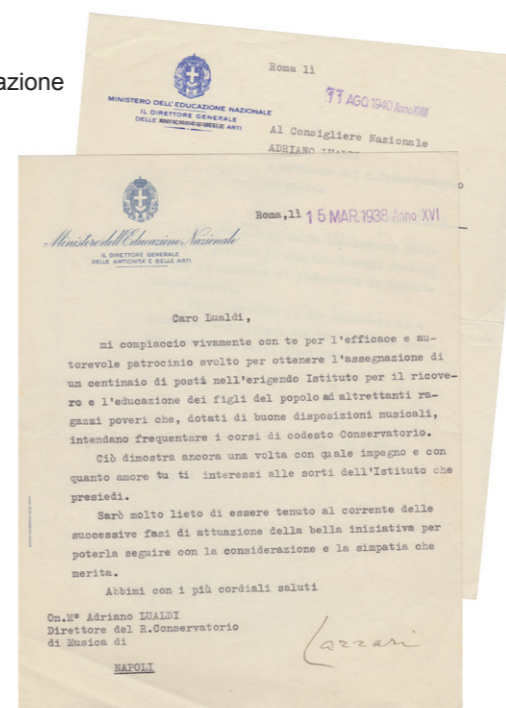 azione
MINISTERO DELL'EDUCAZIONE NAZIONALE
IL DIRETTORE GENERALE
DELLE ANTICHITÀ E BELLE ARTI
Roma lì
AGO 1940 Anno XVIII
Al Consigliere Nazionale
ADRIANO LUALDI
Ministero dell'Educazione Nazionale
IL DIRETTORE GENERALE
DELLE ANTICHITÀ E BELLE ARTI
Roma, lì 15 MAR. 1938 Anno XVI
Caro Lualdi,
mi compiaccio vivamente con te per l'efficace e au-
torevole patrocinio svolto per ottenere l'assegnazione di
un centinaio di posti nell'erigendo Istituto per il ricove-
ro e l'educazione dei figli del popolo ad altrettanti ra-
gazzi poveri che, dotati di buone disposizioni musicali,
intendano frequentare i corsi di codesto Conservatorio.
Ciò dimostra ancora una volta con quale impegno e con
quanto amore tu ti interessi alle sorti dell'Istituto che
presiedi.
Sarò molto lieto di essere tenuto al corrente delle
successive fasi di attuazione della bella iniziativa per
poterla seguire con la considerazione e la simpatia che
merita.
Abbimi con i più cordiali saluti
On.M° Adriano LUALDI
Direttore del R.Conservatorio
di Musica di
NAPOLI
Lazzari